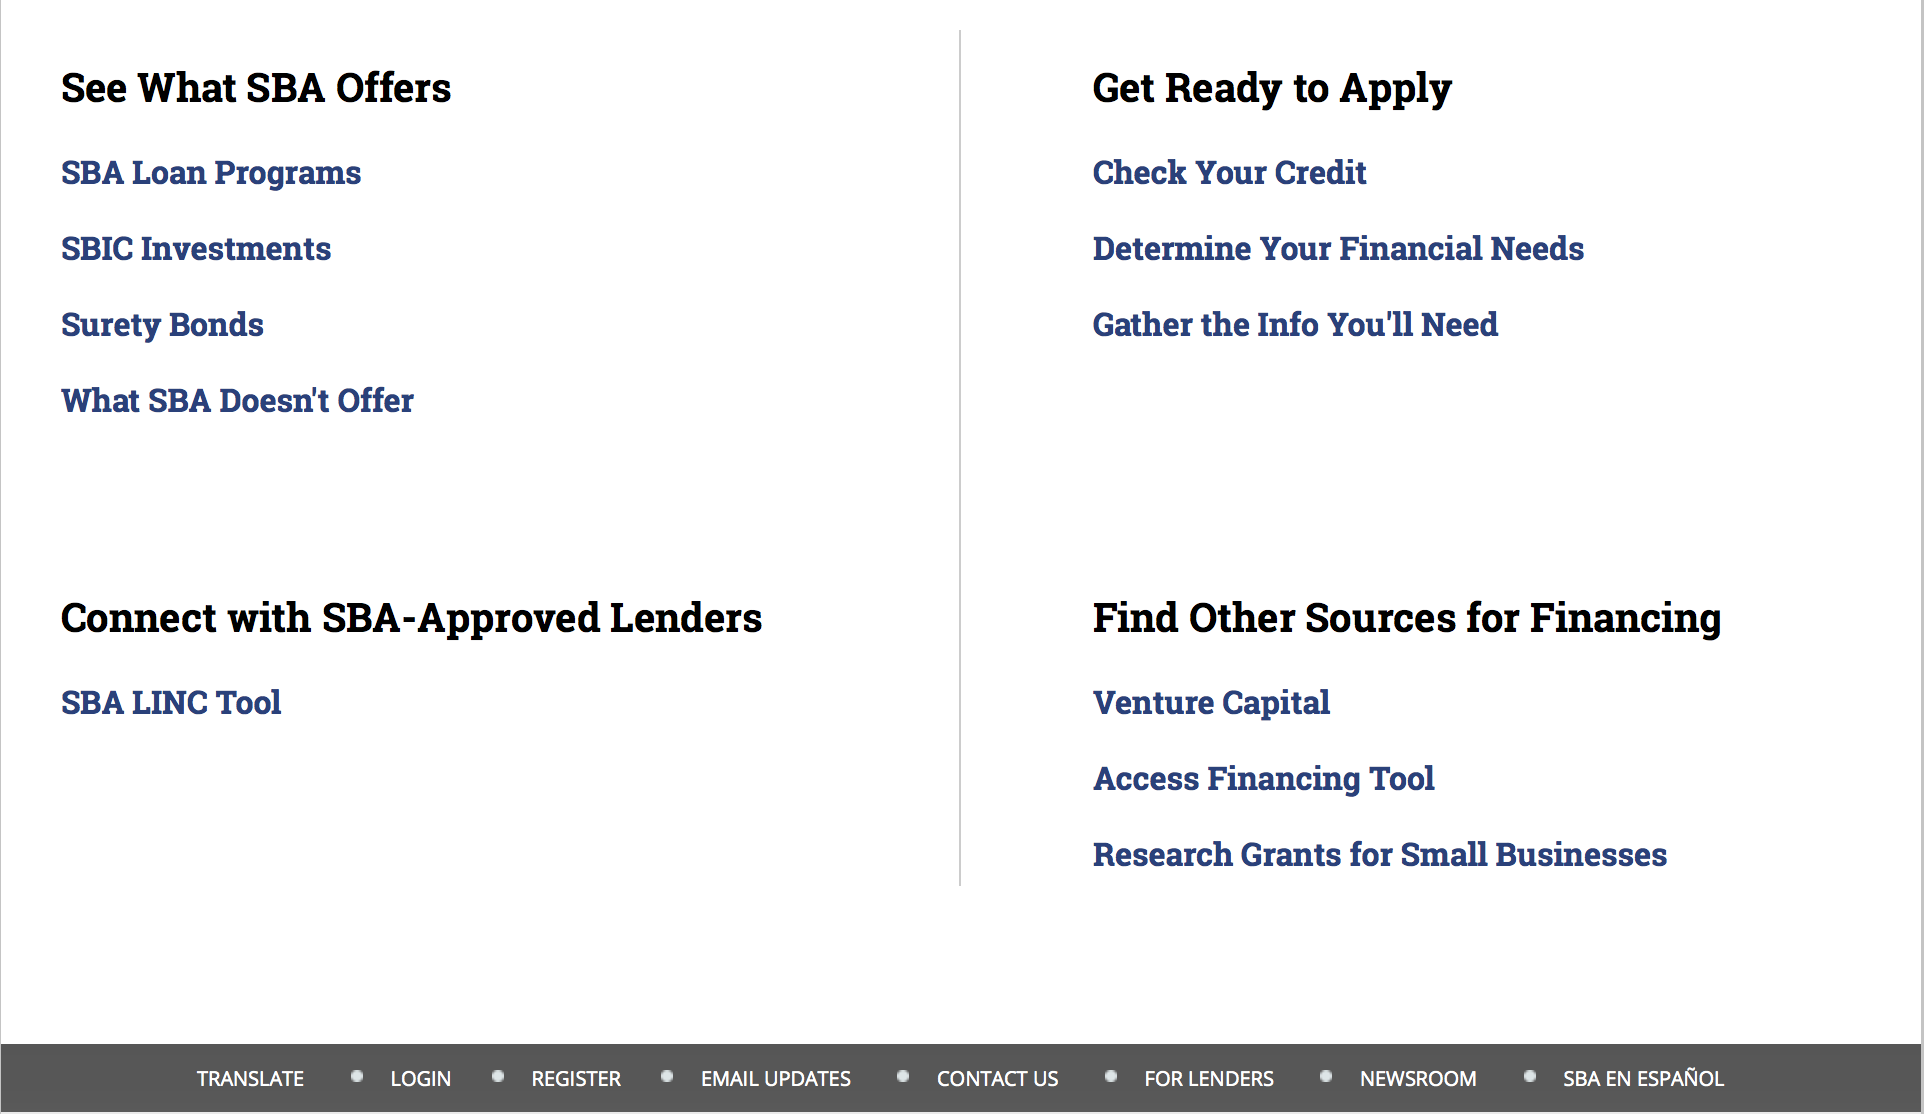 See What SBA Offers
SBA Loan Programs
SBIC Investments
Surety Bonds
What SBA Doesn't Offer
Get Ready to Apply
Check Your Credit
Determine Your Financial Needs
Gather the Info You'll Need
Connect with SBA-Approved Lenders
SBA LINC Tool
Find Other Sources for Financing
Venture Capital
Access Financing Tool
Research Grants for Small Businesses
TRANSLATE LOGIN REGISTER EMAIL UPDATES CONTACT US FOR LENDERS NEWSROOM SBA EN ESPAÑOL